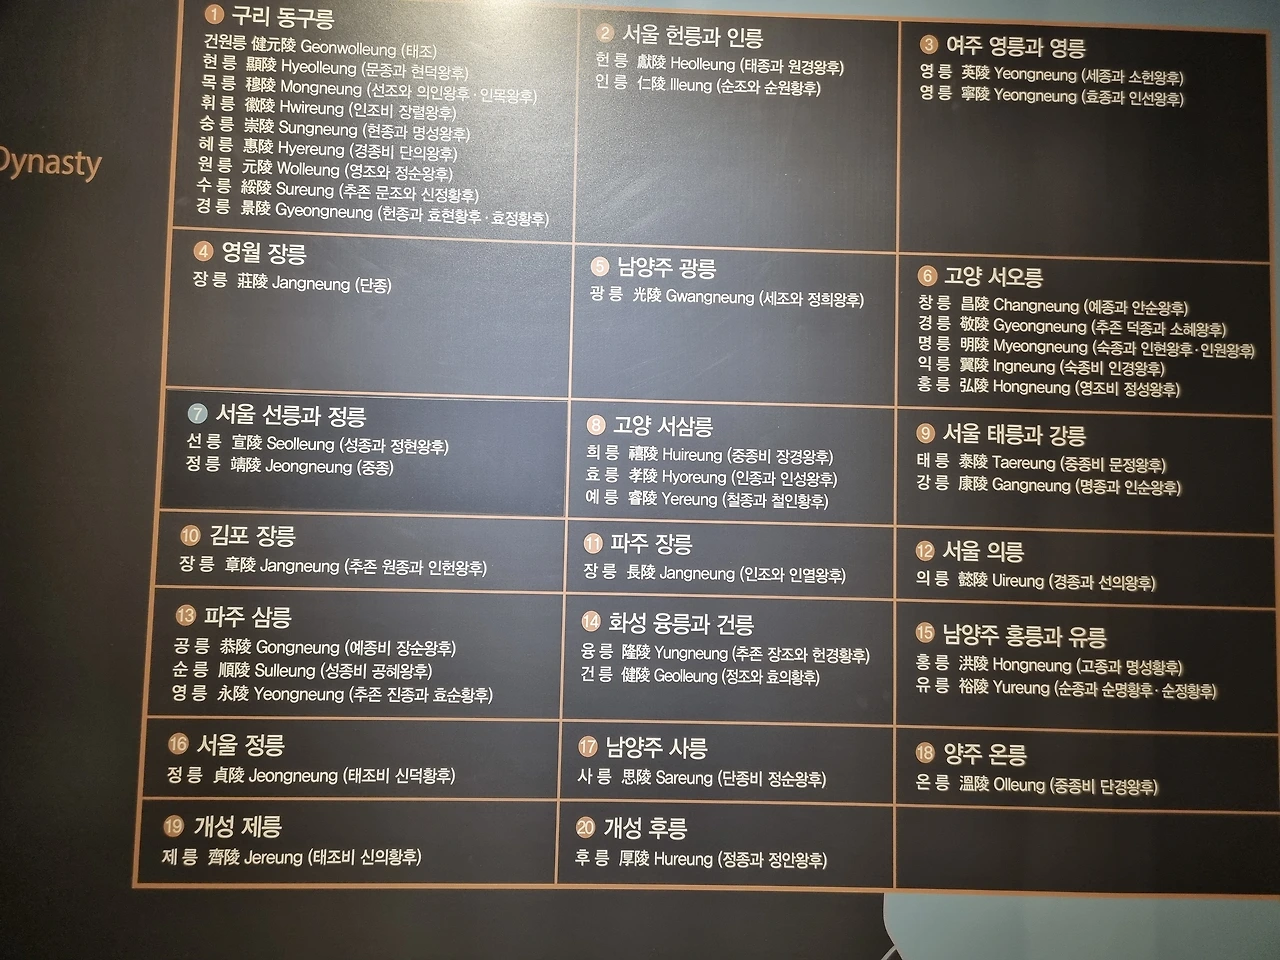 Dynasty
1 구리 동구릉
건원릉 健元陵 Geonwolleung (태조)
현 릉 顯陵 Hyeolleung (문종과 현덕왕후)
목 릉 穆陵 Mongneung (선조와 의인왕후·인목왕후)
휘 릉 徽陵 Hwireung (인조비 장렬왕후)
숭 릉 崇陵 Sungneung (현종과 명성왕후)
혜 릉 惠陵 Hyereung (경종비 단의왕후)
원 릉 元陵 Wolleung (영조와 정순왕후)
수 릉 綏陵 Sureung (추존 문조와 신정황후)
경 릉 景陵 Gyeongneung (헌종과 효현황후·효정황후)
2 서울 헌릉과 인릉
헌 릉 獻陵 Heolleung (태종과 원경왕후)
인 릉 仁陵 Illeung (순조와 순원황후)
3 여주 영릉과 영릉
영 릉 英陵 Yeongneung (세종과 소헌왕후)
영 릉 寧陵 Yeongneung (효종과 인선왕후)
4 영월 장릉
장 릉 莊陵 Jangneung (단종)
5 남양주 광릉
광 릉 光陵 Gwangneung (세조와 정희왕후)
6 고양 서오릉
창 릉 昌陵 Changneung (예종과 안순왕후)
경 릉 敬陵 Gyeongneung (추존 덕종과 소혜왕후)
명 릉 明陵 Myeongneung (숙종과 인현왕후·인원왕후)
익 릉 翼陵 Ingneung (숙종비 인경왕후)
홍 릉 弘陵 Hongneung (영조비 정성왕후)
7 서울 선릉과 정릉
선 릉 宣陵 Seolleung (성종과 정현왕후)
정 릉 靖陵 Jeongneung (중종)
8 고양 서삼릉
희 릉 禧陵 Huireung (중종비 장경왕후)
효 릉 孝陵 Hyoreung (인종과 인성왕후)
예 릉 睿陵 Yereung (철종과 철인황후)
9 서울 태릉과 강릉
태 릉 泰陵 Taereung (중종비 문정왕후)
강 릉 康陵 Gangneung (명종과 인순왕후)
10 김포 장릉
장 릉 章陵 Jangneung (추존 원종과 인헌왕후)
11 파주 장릉
장 릉 長陵 Jangneung (인조와 인열왕후)
12 서울 의릉
의 릉 懿陵 Uireung (경종과 선의왕후)
13 파주 삼릉
공 릉 恭陵 Gongneung (예종비 장순왕후)
순 릉 順陵 Sulleung (성종비 공혜왕후)
영 릉 永陵 Yeongneung (추존 진종과 효순황후)
14 화성 융릉과 건릉
융 릉 隆陵 Yungneung (추존 장조와 헌경황후)
건 릉 健陵 Geolleung (정조와 효의황후)
15 남양주 홍릉과 유릉
홍 릉 洪陵 Hongneung (고종과 명성황후)
유 릉 裕陵 Yureung (순종과 순명황후·순정황후)
16 서울 정릉
정 릉 貞陵 Jeongneung (태조비 신덕황후)
17 남양주 사릉
사 릉 思陵 Sareung (단종비 정순왕후)
18 양주 온릉
온 릉 溫陵 Olleung (중종비 단경왕후)
19 개성 제릉
제 릉 齊陵 Jereung (태조비 신의황후)
20 개성 후릉
후 릉 厚陵 Hureung (정종과 정안왕후)